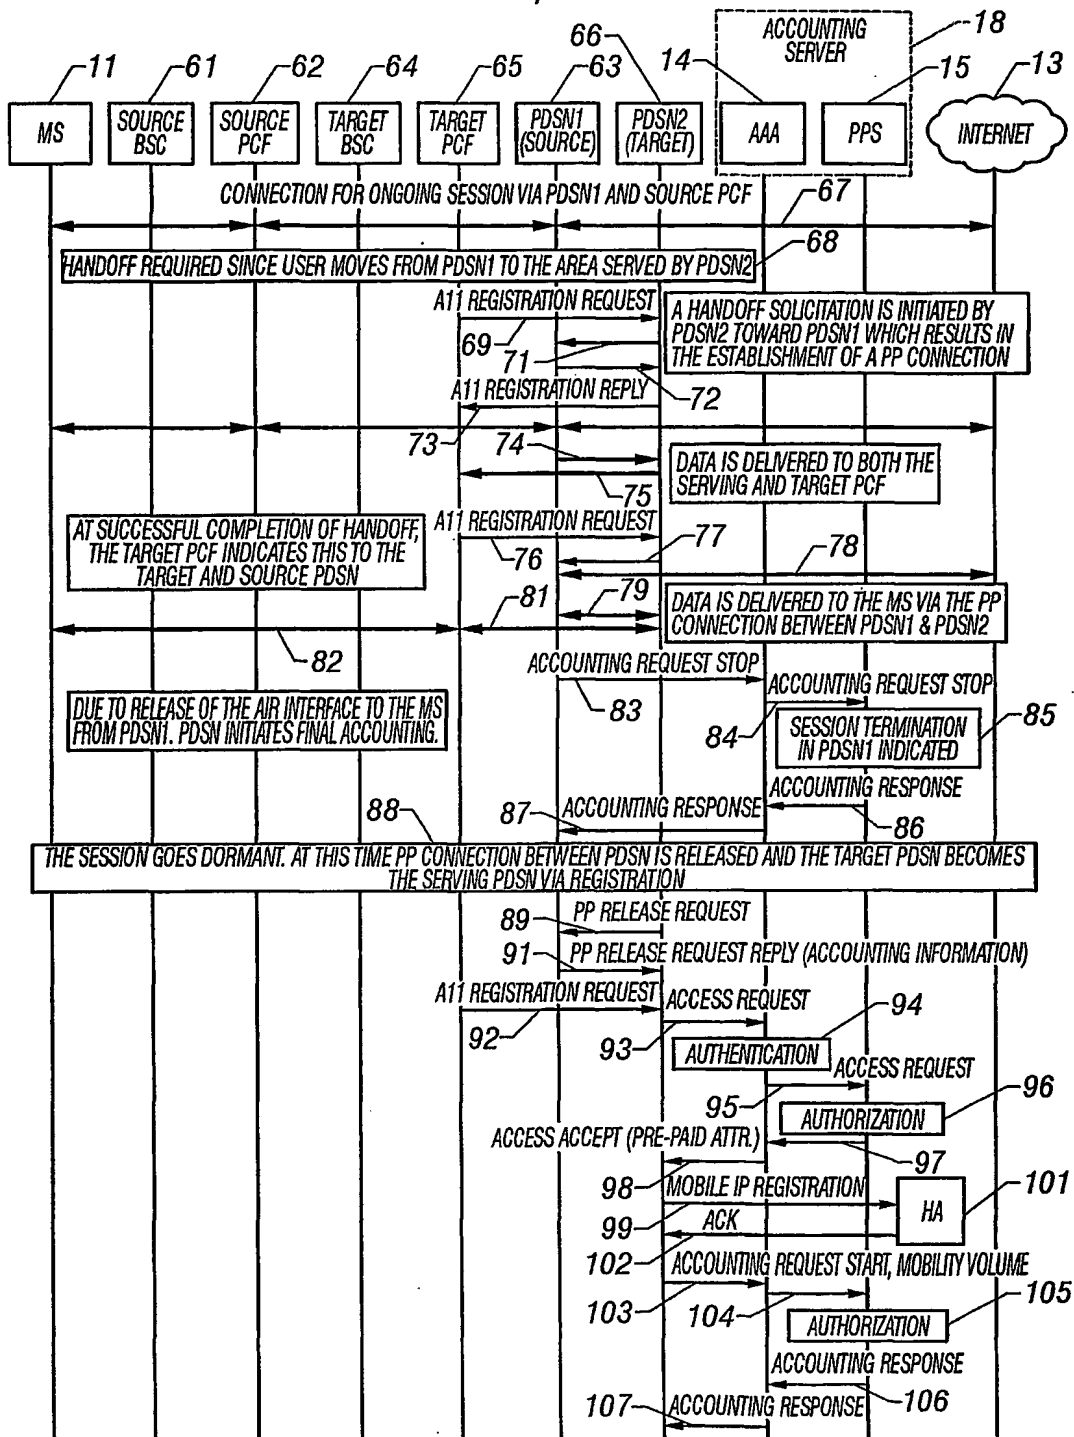 66
ACCOUNTING
SERVER
18
11
61
62
64
65
63
14
15
13
MS
SOURCE
BSC
SOURCE
PCF
TARGET
BSC
TARGET
PCF
PDSN1
(SOURCE)
PDSN2
(TARGET)
AAA
PPS
INTERNET
CONNECTION FOR ONGOING SESSION VIA PDSN1 AND SOURCE PCF
67
68
HANDOFF REQUIRED SINCE USER MOVES FROM PDSN1 TO THE AREA SERVED BY PDSN2
A11 REGISTRATION REQUEST
69
71
A HANDOFF SOLICITATION IS INITIATED BY
PDSN2 TOWARD PDSN1 WHICH RESULTS IN
THE ESTABLISHMENT OF A PP CONNECTION
72
A11 REGISTRATION REPLY
73
74
75
DATA IS DELIVERED TO BOTH THE
SERVING AND TARGET PCF
AT SUCCESSFUL COMPLETION OF HANDOFF,
THE TARGET PCF INDICATES THIS TO THE
TARGET AND SOURCE PDSN
A11 REGISTRATION REQUEST
76
77
78
81
79
DATA IS DELIVERED TO THE MS VIA THE PP
CONNECTION BETWEEN PDSN1 & PDSN2
82
ACCOUNTING REQUEST STOP
83
ACCOUNTING REQUEST STOP
84
DUE TO RELEASE OF THE AIR INTERFACE TO THE MS
FROM PDSN1. PDSN INITIATES FINAL ACCOUNTING.
SESSION TERMINATION
IN PDSN1 INDICATED
85
ACCOUNTING RESPONSE
86
ACCOUNTING RESPONSE
87
88
THE SESSION GOES DORMANT. AT THIS TIME PP CONNECTION BETWEEN PDSN IS RELEASED AND THE TARGET PDSN BECOMES
THE SERVING PDSN VIA REGISTRATION
PP RELEASE REQUEST
89
PP RELEASE REQUEST REPLY (ACCOUNTING INFORMATION)
91
A11 REGISTRATION REQUEST
92
ACCESS REQUEST
93
94
AUTHENTICATION
ACCESS REQUEST
95
96
AUTHORIZATION
ACCESS ACCEPT (PRE-PAID ATTR.)
97
98
MOBILE IP REGISTRATION
99
HA
101
ACK
102
ACCOUNTING REQUEST START, MOBILITY VOLUME
103
104
105
AUTHORIZATION
ACCOUNTING RESPONSE
106
107
ACCOUNTING RESPONSE